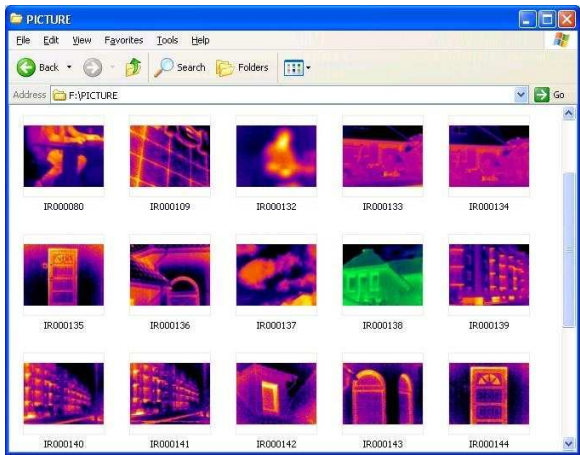 PICTURE
File Edit View Favorites Tools Help
Back Search Folders
Address F:\PICTURE Go
IR000080 IR000109 IR000132 IR000133 IR000134
IR000135 IR000136 IR000137 IR000138 IR000139
IR000140 IR000141 IR000142 IR000143 IR000144